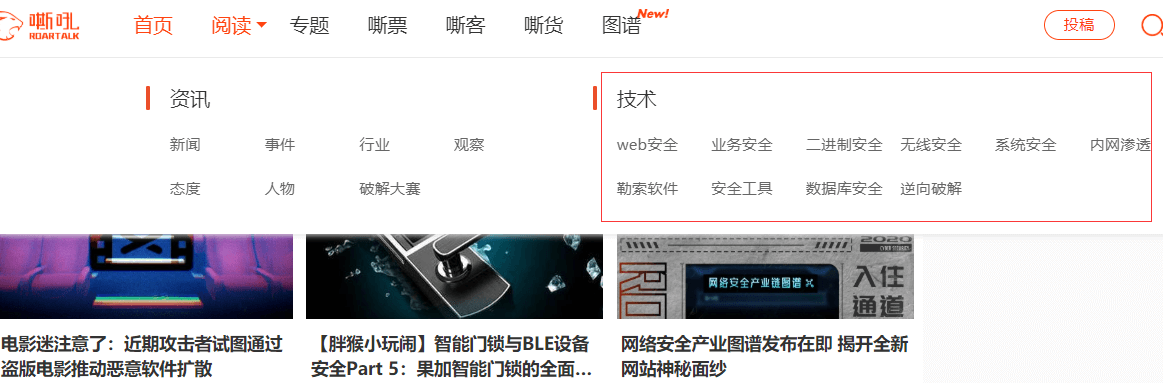 嘶吼 首页 阅读 专题 嘶票 嘶客 嘶货 图谱 New! 投稿
ROARTALK
资讯
新闻 事件 行业 观察
态度 人物 破解大赛
技术
web安全 业务安全 二进制安全 无线安全 系统安全 内网渗透
勒索软件 安全工具 数据库安全 逆向破解
电影迷注意了：近期攻击者试图通过
盗版电影推动恶意软件扩散
【胖猴小玩闹】智能门锁与BLE设备
安全Part 5：果加智能门锁的全面...
2020
网络安全产业链图谱
入住
通道
网络安全产业图谱发布在即 揭开全新
网站神秘面纱